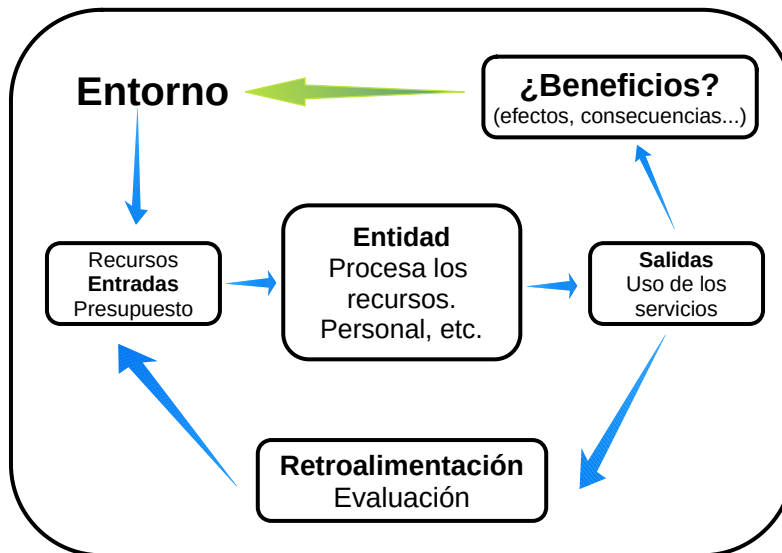 Entorno
¿Beneficios?
(efectos, consecuencias...)
Recursos
Entradas
Presupuesto
Entidad
Procesa los
recursos.
Personal, etc.
Salidas
Uso de los
servicios
Retroalimentación
Evaluación